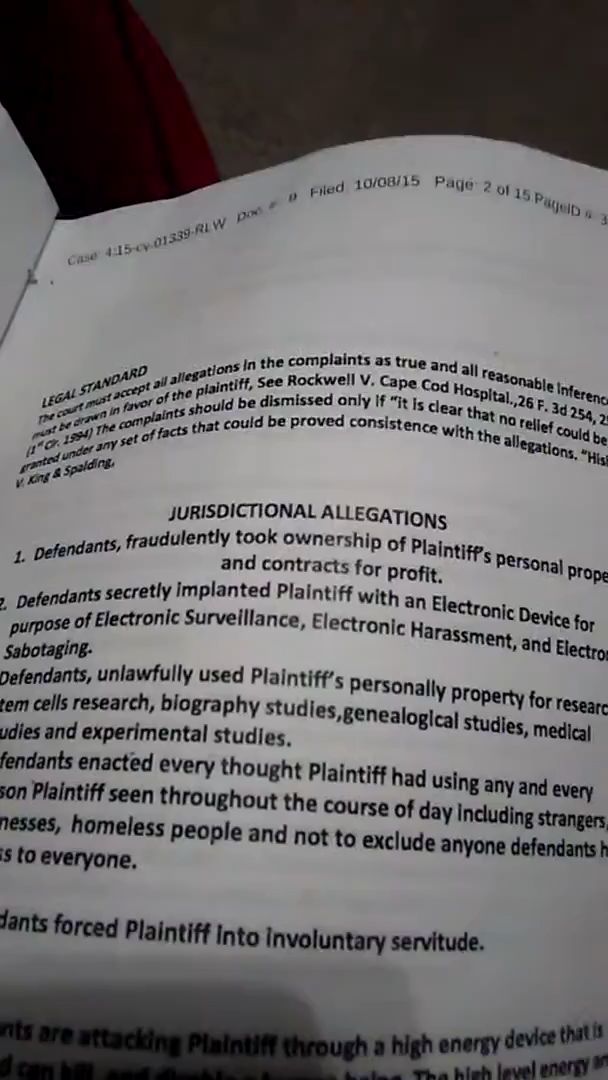 Case: 4:15-cv-01339-RLW Doc. #: 9 Filed: 10/08/15 Page: 2 of 15 PageID #: 3
LEGAL STANDARD
The court must accept all allegations in the complaints as true and all reasonable Inferenc
must be drawn in favor of the plaintiff, See Rockwell V. Cape Cod Hospital.,26 F. 3d 254, 2
(1st Cir. 1994) The complaints should be dismissed only If "it is clear that no relief could be
granted under any set of facts that could be proved consistence with the allegations. "His
V. King & Spalding,
JURISDICTIONAL ALLEGATIONS
1. Defendants, fraudulently took ownership of Plaintiff's personal prope
and contracts for profit.
2. Defendants secretly implanted Plaintiff with an Electronic Device for
purpose of Electronic Surveillance, Electronic Harassment, and Electro
Sabotaging.
Defendants, unlawfully used Plaintiff's personally property for researc
tem cells research, biography studies,genealogical studies, medical
udies and experimental studies.
fendants enacted every thought Plaintiff had using any and every
son Plaintiff seen throughout the course of day including strangers,
nesses, homeless people and not to exclude anyone defendants h
ss to everyone.
dants forced Plaintiff into involuntary servitude.
nts are attacking Plaintiff through a high energy device that is
The high level energy